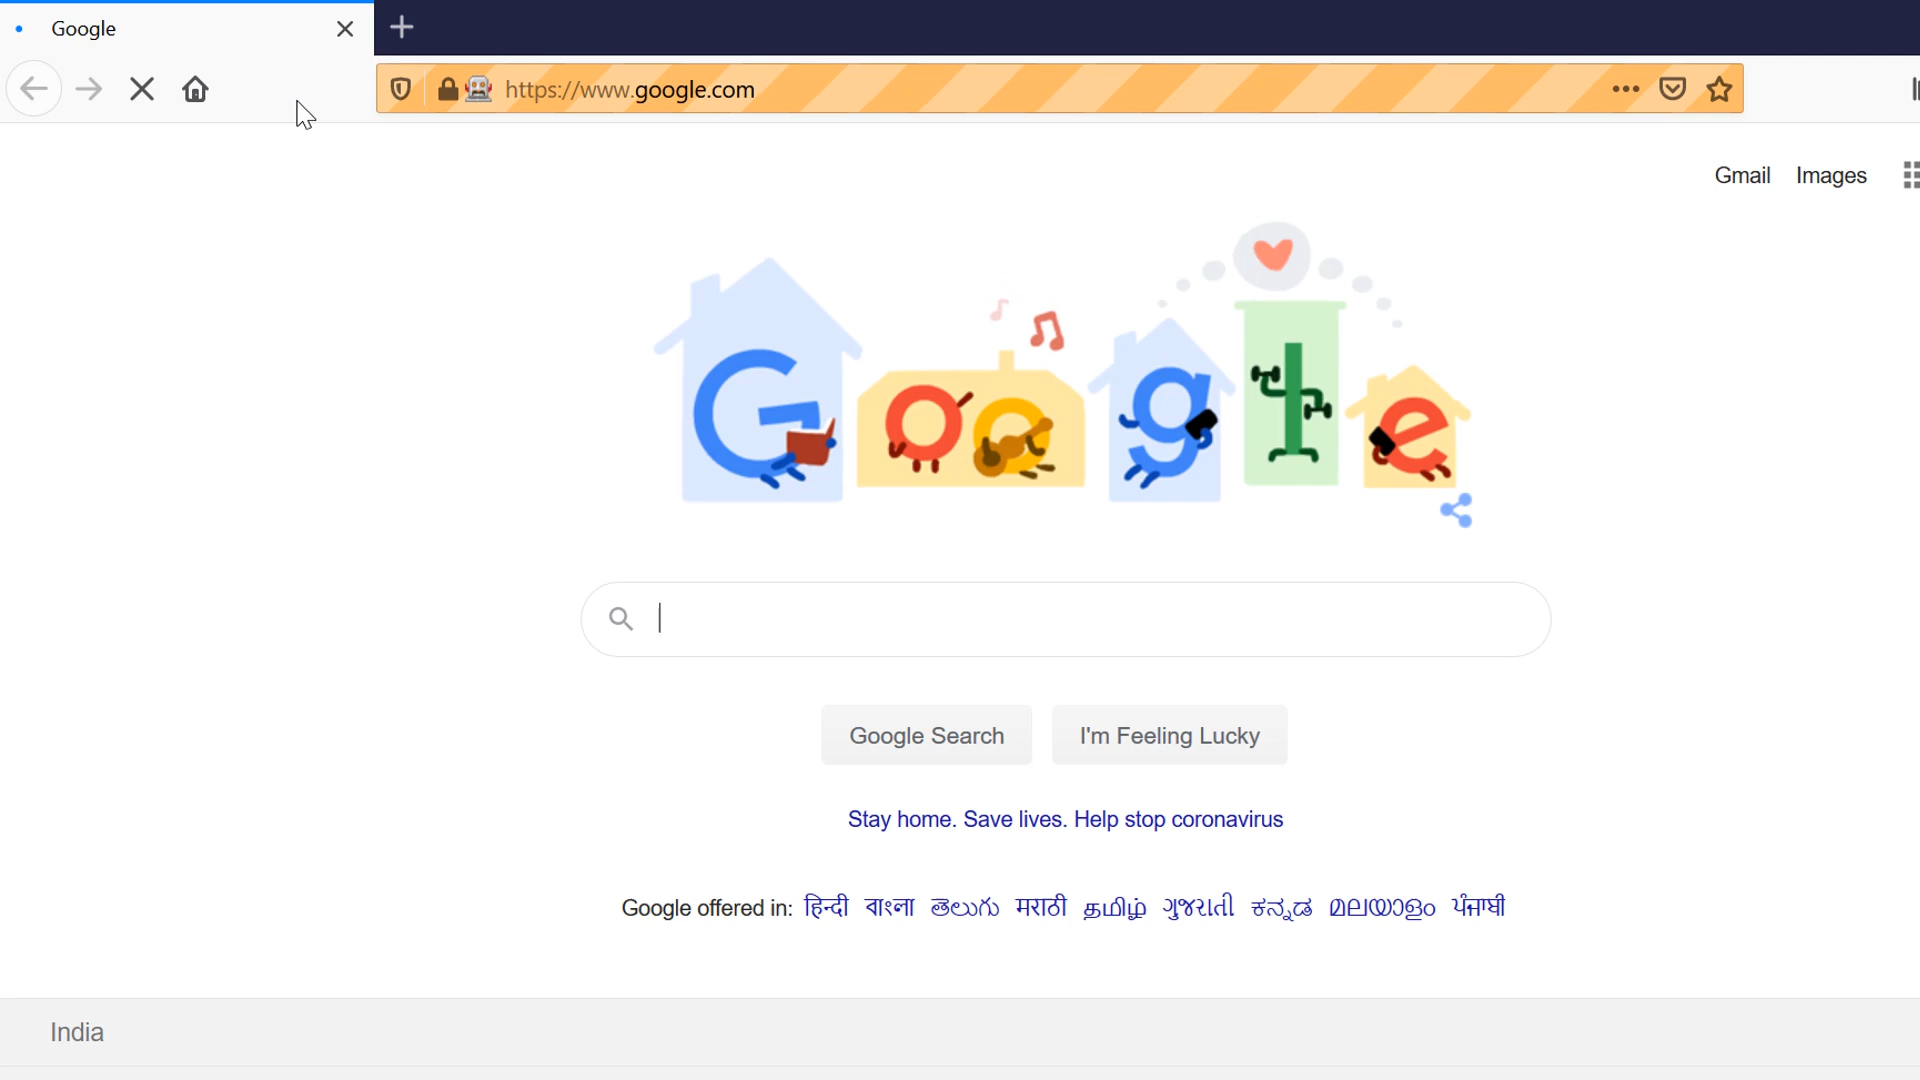 Google
https://www.google.com
Gmail Images
Google
Google Search I'm Feeling Lucky
Stay home. Save lives. Help stop coronavirus
Google offered in: हिन्दी বাংলা తెలుగు मराठी தமிழ் ગુજરાતી ಕನ್ನಡ മലയാളം ਪੰਜਾਬੀ
India